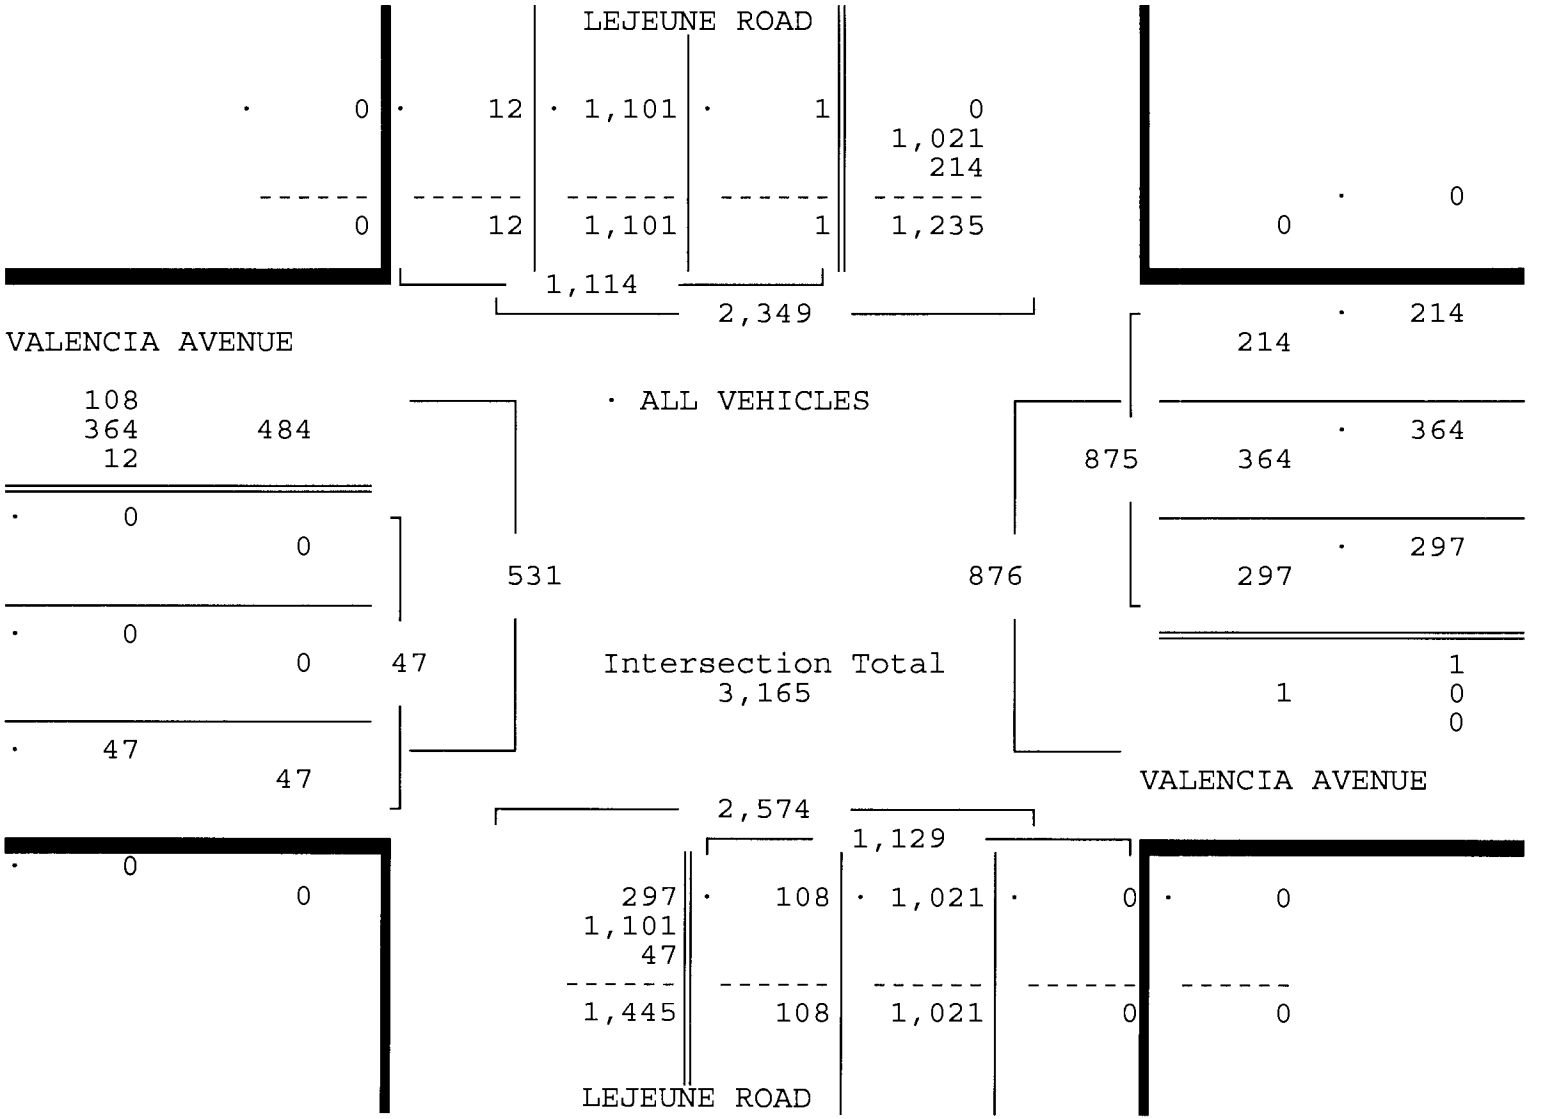 LEJEUNE ROAD
· 0 · 12 · 1,101 · 1 0
1,021
214
------ ------ ------ ------ ------ · 0
0 12 1,101 1 1,235 0
1,114
2,349 · 214
VALENCIA AVENUE 214
108 · ALL VEHICLES
364 484 · 364
12 875 364
· 0
0 · 297
531 876 297
· 0
0 47 Intersection Total 1
3,165 1 0
0
· 47
47 VALENCIA AVENUE
2,574
1,129
· 0
0 297 · 108 · 1,021 · 0 · 0
1,101
47
------ ------ ------ ------ ------
1,445 108 1,021 0 0
LEJEUNE ROAD